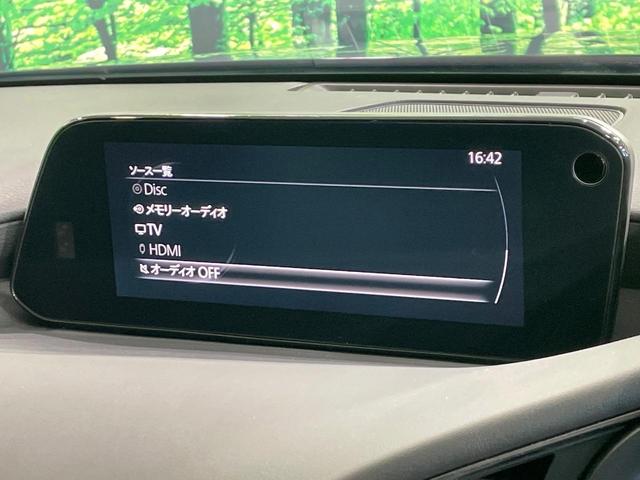 16:42
ソース一覧
Disc
メモリーオーディオ
TV
HDMI
オーディオ OFF